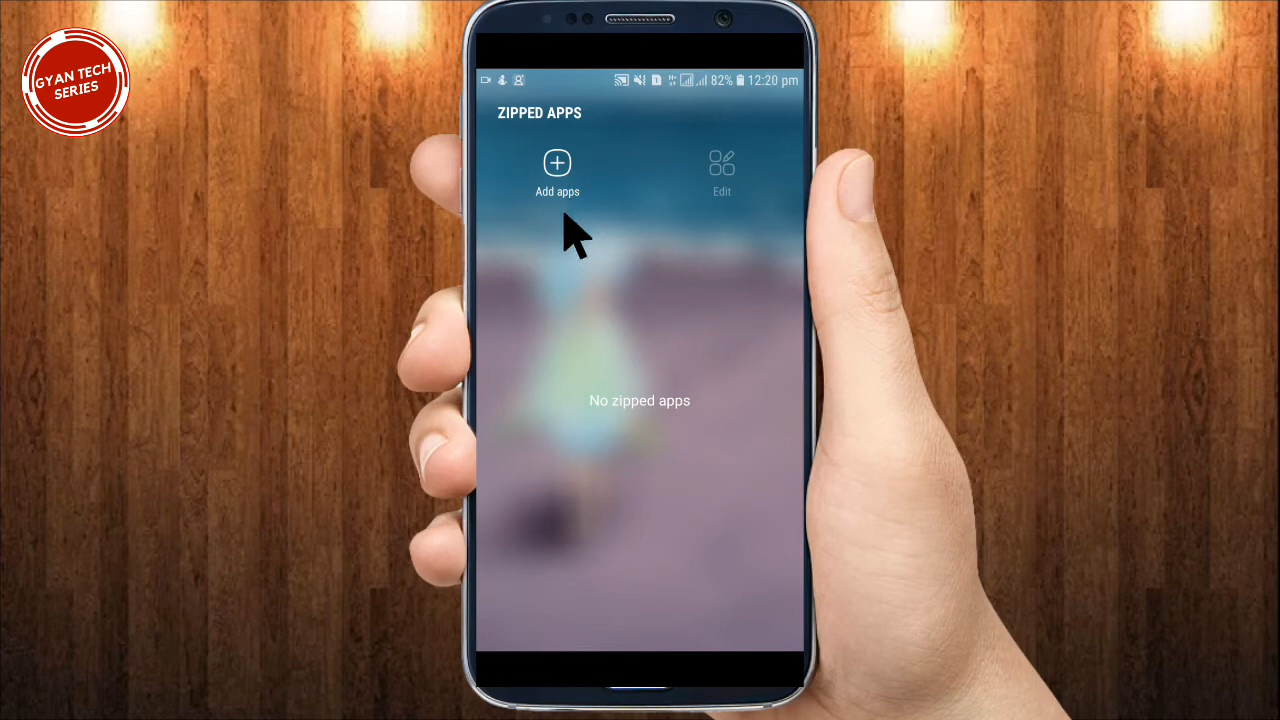 GYAN TECH
SERIES
82% 12:20 pm
ZIPPED APPS
Add apps
Edit
No zipped apps